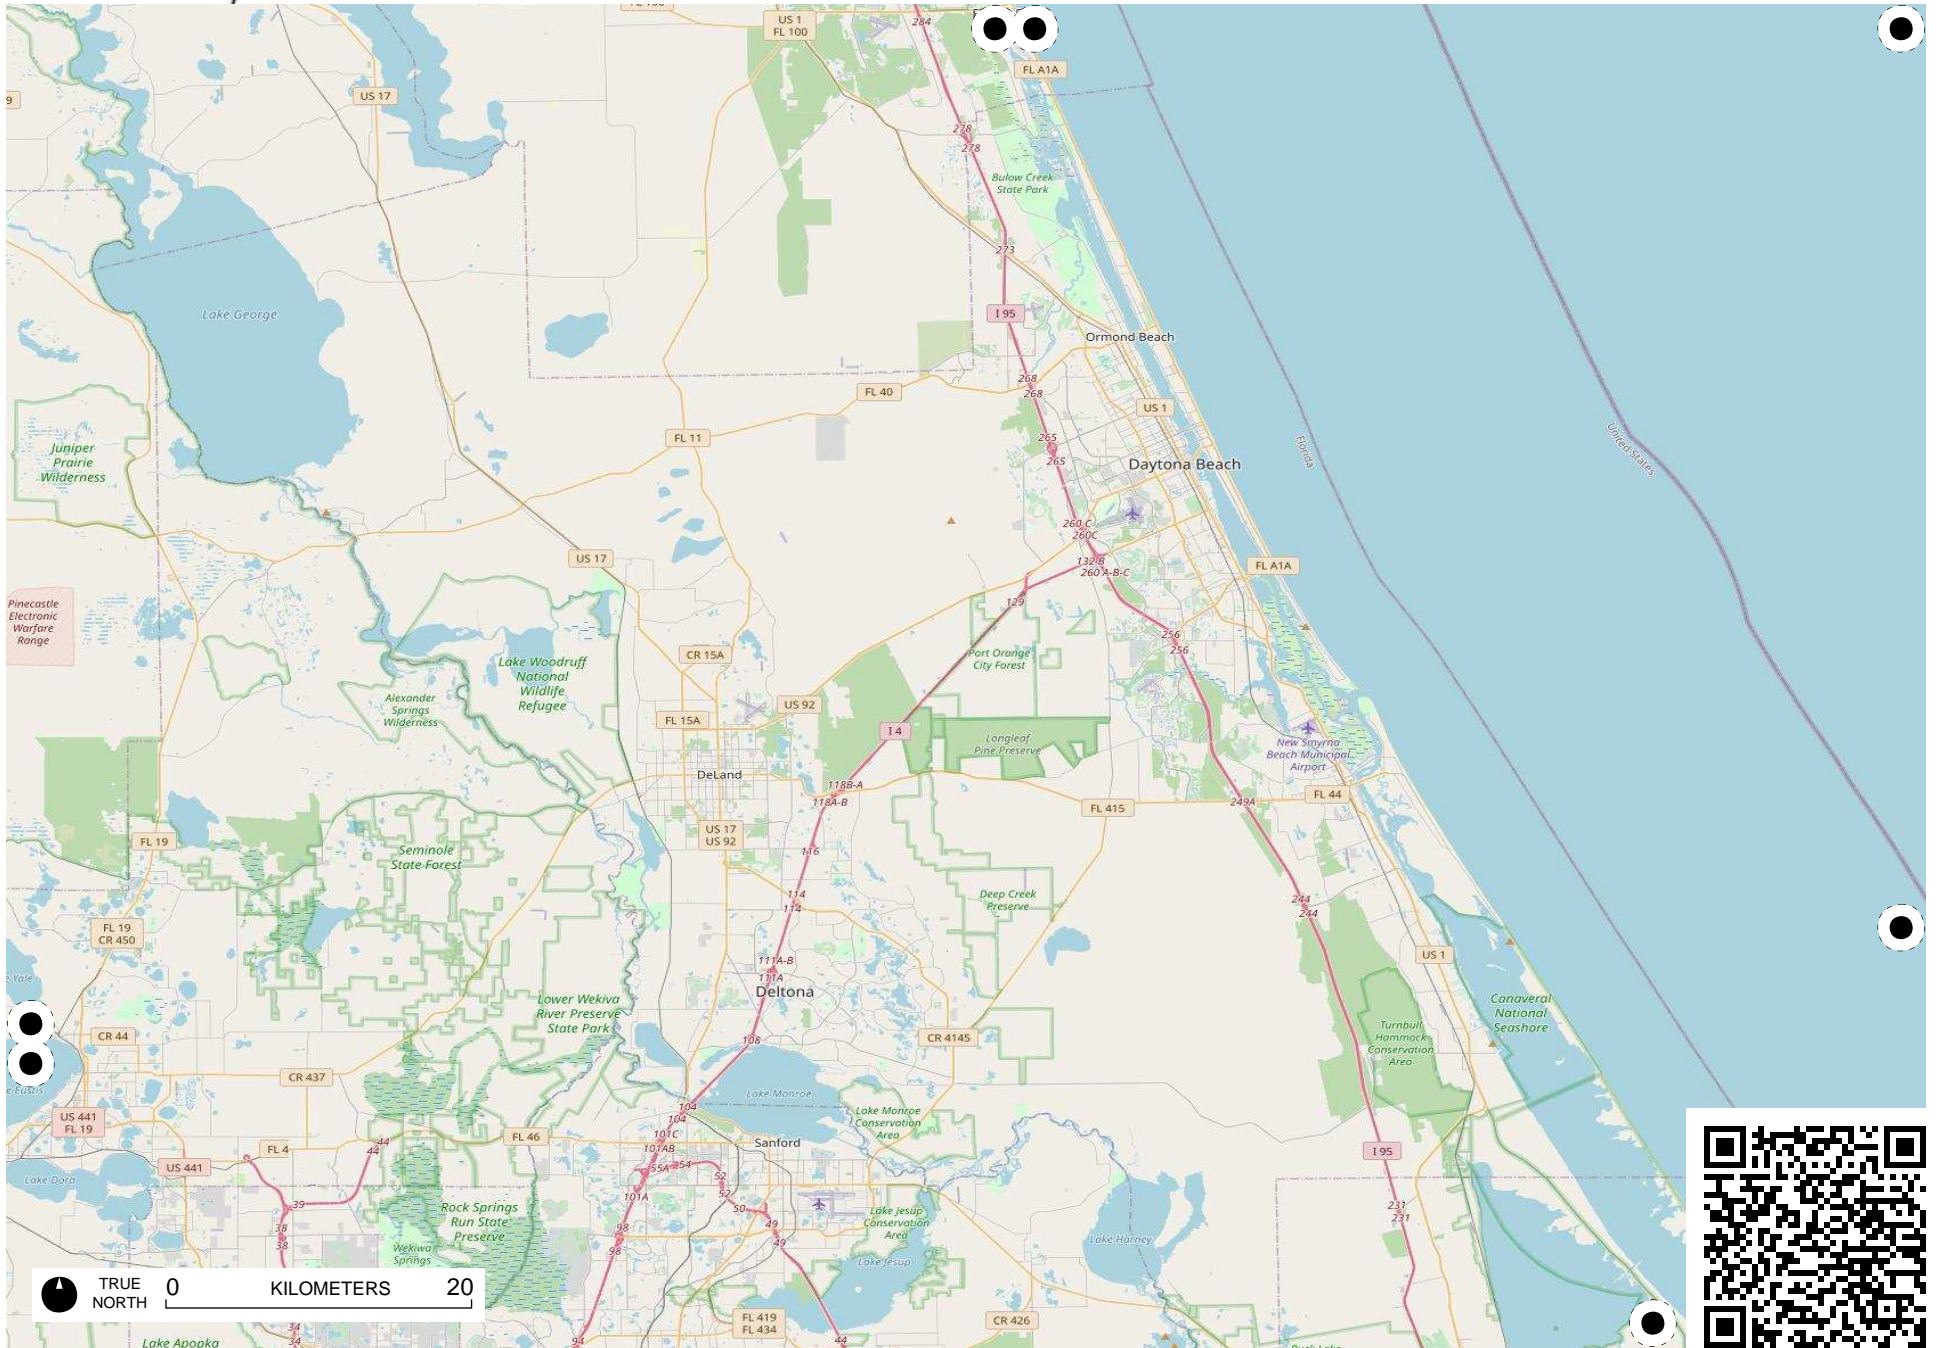 US 1
FL 100
284
FL A1A
US 17
9
278
278
Bulow Creek
State Park
273
Lake George
I 95
Ormond Beach
268
268
FL 40
US 1
FL 11
265
265
Florida
United States
Juniper
Prairie
Wilderness
Daytona Beach
260 C
260C
US 17
132 B
260 A-B-C
FL A1A
129
Pinecastle
Electronic
Warfare
Range
256
256
CR 15A
Port Orange
City Forest
Lake Woodruff
National
Wildlife
Refugee
Alexander
Springs
Wilderness
US 92
FL 15A
I 4
Longleaf
Pine Preserve
New Smyrna
Beach Municipal
Airport
DeLand
118B-A
118A-B
FL 44
249A
FL 415
US 17
US 92
FL 19
116
Seminole
State Forest
114
114
Deep Creek
Preserve
244
244
FL 19
CR 450
US 1
111A-B
111A
e Yale
Deltona
Lower Wekiva
River Preserve
State Park
Canaveral
National
Seashore
CR 44
108
CR 4145
Turnbull
Hammock
Conservation
Area
CR 437
e Eustis
Lake Monroe
104
104
US 441
FL 19
Lake Monroe
Conservation
Area
101C
FL 46
Sanford
44
44
FL 4
101AB
I 95
US 441
55A
54
Lake Dora
52
52
101A
39
Rock Springs
Run State
Preserve
50
231
231
Lake Jesup
Conservation
Area
38
38
98
98
49
49
Lake Harney
Wekiwa
Springs
Lake Jesup
TRUE
NORTH
0 KILOMETERS 20
FL 419
FL 434
CR 426
34
34
94
44
Lake Apopka